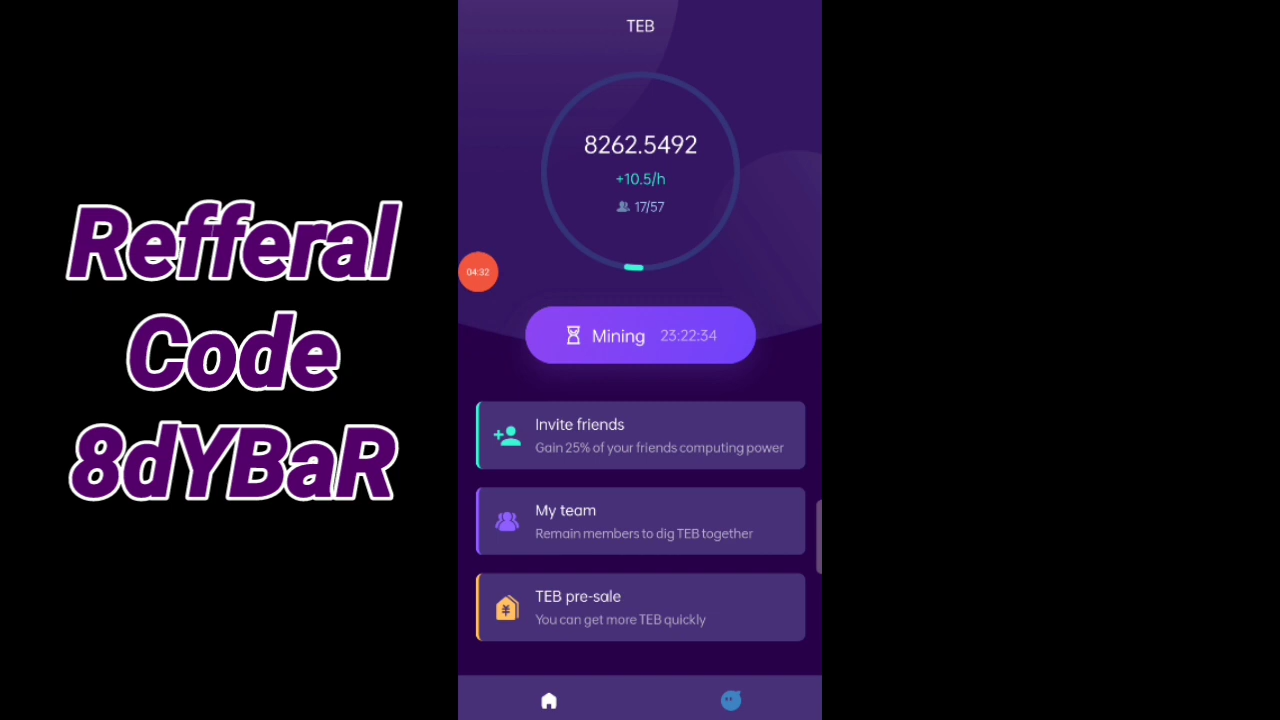 Refferal
Code
8dYBaR
TEB
8262.5492
+10.5/h
17/57
04:32
Mining 23:22:34
Invite friends
Gain 25% of your friends computing power
My team
Remain members to dig TEB together
TEB pre-sale
You can get more TEB quickly